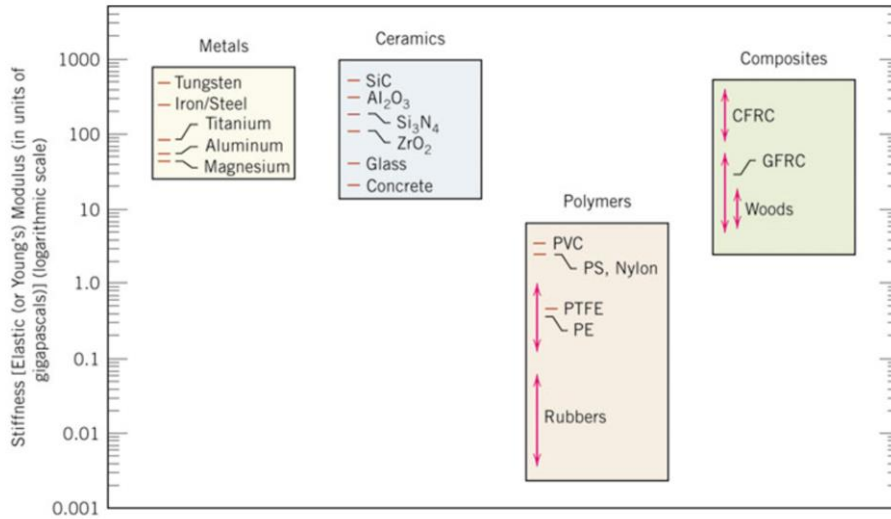 Stiffness [Elastic (or Young's) Modulus (in units of
gigapascals)] (logarithmic scale)
1000
100
10
1.0
0.1
0.01
0.001
Metals
Tungsten
Iron/Steel
Titanium
Aluminum
Magnesium
Ceramics
SiC
Al₂O₃
Si₃N₄
ZrO₂
Glass
Concrete
Polymers
PVC
PS, Nylon
PTFE
PE
Rubbers
Composites
CFRC
GFRC
Woods